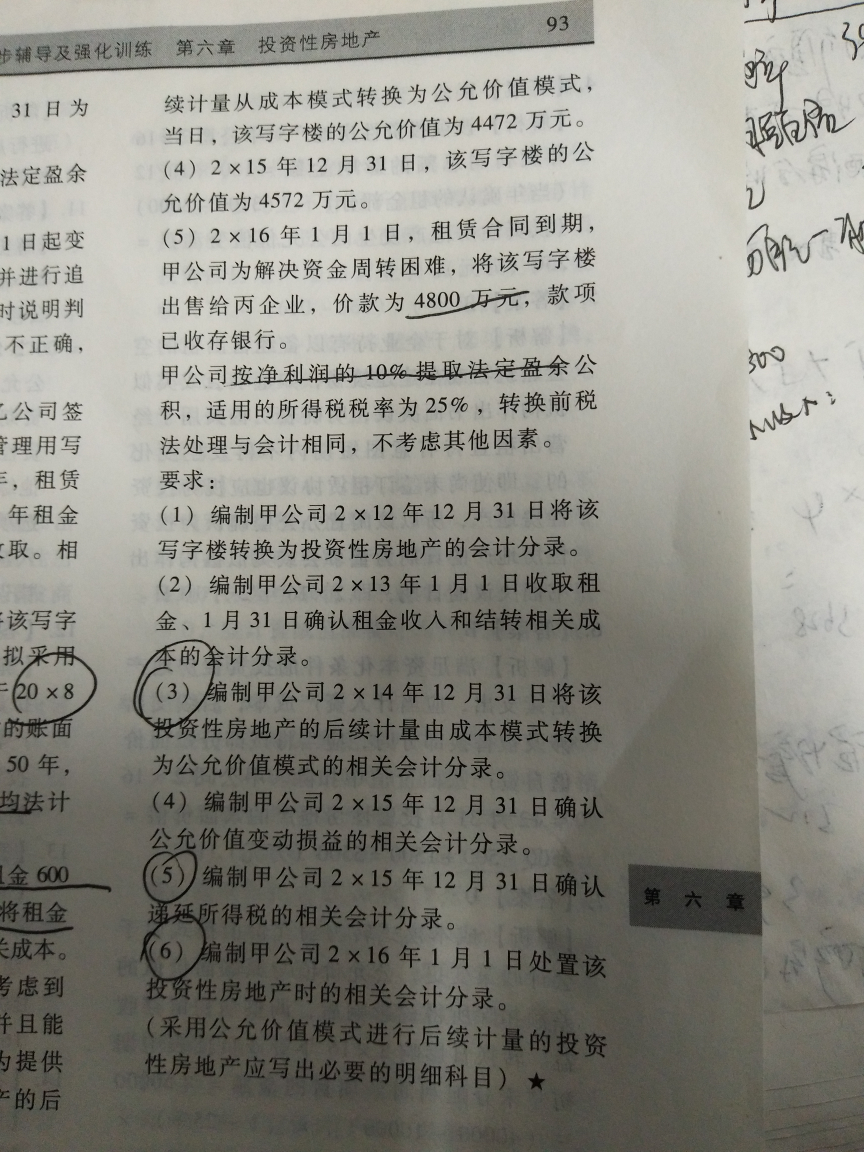 步辅导及强化训练 第六章 投资性房地产
93
31 日为
法定盈余
1 日起变
并进行追
时说明判
不正确，
乙公司签
管理用写
年，租赁
年租金
收取。相
将该写字
拟采用
于 20×8
的账面
50 年，
均法计
租金 600
将租金
关成本。
考虑到
并且能
为提供
产的后
续计量从成本模式转换为公允价值模式，
当日，该写字楼的公允价值为 4472 万元。
(4) 2×15 年 12 月 31 日，该写字楼的公
允价值为 4572 万元。
(5) 2×16 年 1 月 1 日，租赁合同到期，
甲公司为解决资金周转困难，将该写字楼
出售给丙企业，价款为 4800 万元，款项
已收存银行。
甲公司按净利润的 10% 提取法定盈余公
积，适用的所得税税率为 25%，转换前税
法处理与会计相同，不考虑其他因素。
要求：
(1) 编制甲公司 2×12 年 12 月 31 日将该
写字楼转换为投资性房地产的会计分录。
(2) 编制甲公司 2×13 年 1 月 1 日收取租
金、1 月 31 日确认租金收入和结转相关成
本的会计分录。
(3) 编制甲公司 2×14 年 12 月 31 日将该
投资性房地产的后续计量由成本模式转换
为公允价值模式的相关会计分录。
(4) 编制甲公司 2×15 年 12 月 31 日确认
公允价值变动损益的相关会计分录。
(5) 编制甲公司 2×15 年 12 月 31 日确认
递延所得税的相关会计分录。
(6) 编制甲公司 2×16 年 1 月 1 日处置该
投资性房地产时的相关会计分录。
(采用公允价值模式进行后续计量的投资
性房地产应写出必要的明细科目) ★
第六章
300